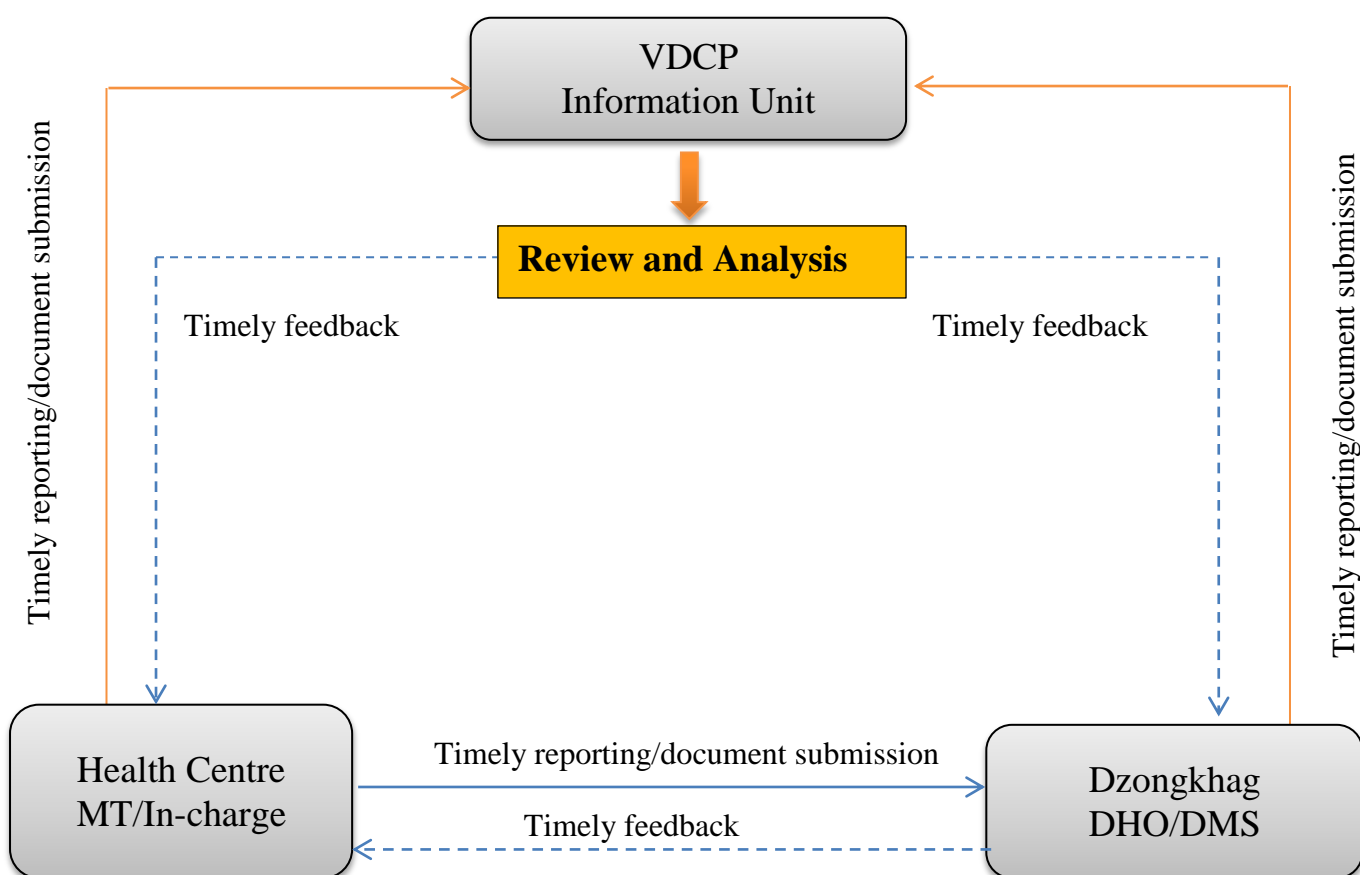 VDCP
Information Unit
Timely reporting/document submission
Timely reporting/document submission
Review and Analysis
Timely feedback
Timely feedback
Timely reporting/document submission
Health Centre
MT/In-charge
Dzongkhag
DHO/DMS
Timely feedback